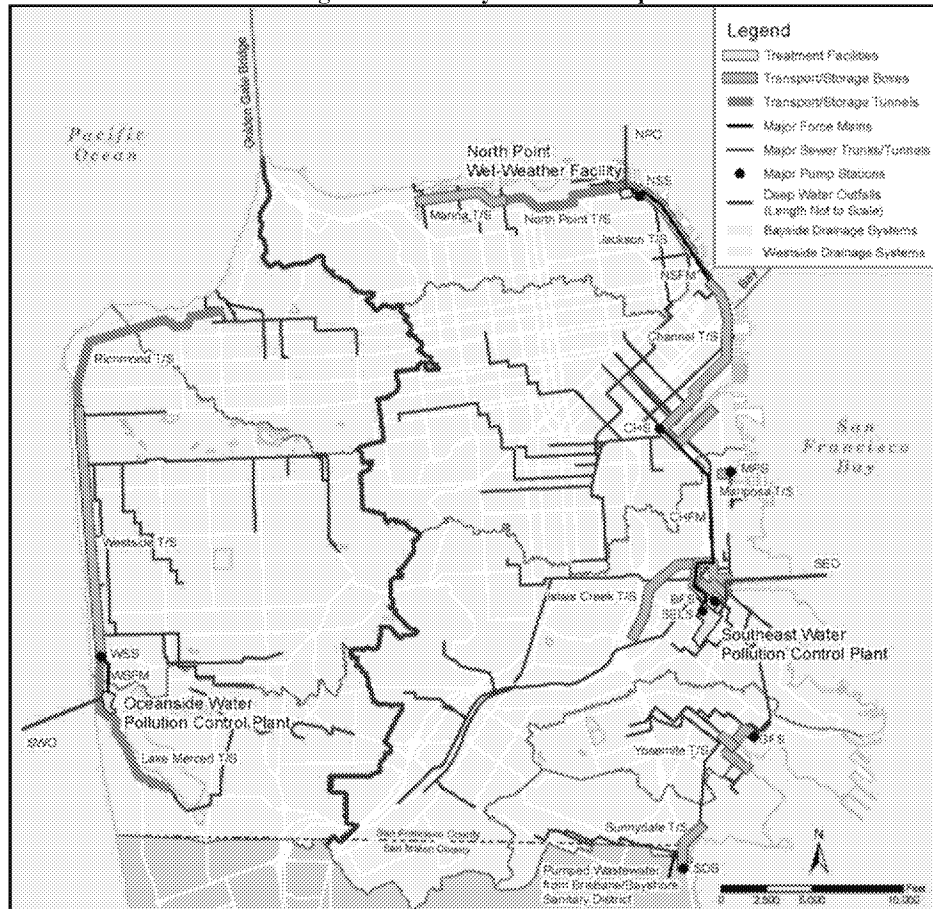 Legend
Treatment Facilities
Transport/Storage Boxes
Transport/Storage Tunnels
Major Force Mains
Major Sewer Trunks/Tunnels
Major Pump Stations
Deep Water Outfalls
(Length Not to Scale)
Bayside Drainage Systems
Westside Drainage Systems
Golden Gate Bridge
Pacific
Ocean
NPO
North Point
Wet-Weather Facility
NSS
Marina T/S
North Point T/S
Jackson T/S
NSFM
Bay
Channel T/S
Richmond T/S
San
Francisco
Bay
CHS
MPS
Mariposa T/S
CHFM
Westside T/S
SEO
Islais Creek T/S
BFS
SELS
Southeast Water
Pollution Control Plant
WSS
WSFM
Oceanside Water
Pollution Control Plant
SWO
Lake Merced T/S
GFS
Yosemite T/S
Sunnydale T/S
San Francisco County
San Mateo County
SDS
Pumped Wastewater
from Brisbane/Bayshore
Sanitary District
N
Feet
0 2,500 5,000 10,000